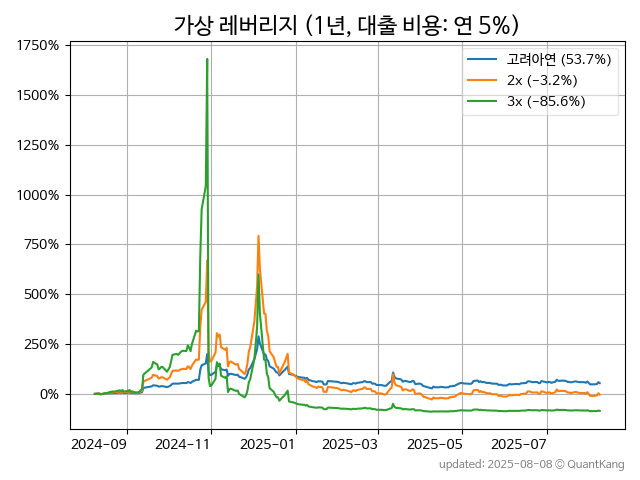 가상 레버리지 (1년, 대출 비용: 연 5%)
1750%
1500%
1250%
1000%
750%
500%
250%
0%
고려아연 (53.7%)
2x (−3.2%)
3x (−85.6%)
2024-09 2024-11 2025-01 2025-03 2025-05 2025-07
updated: 2025-08-08 © QuantKang